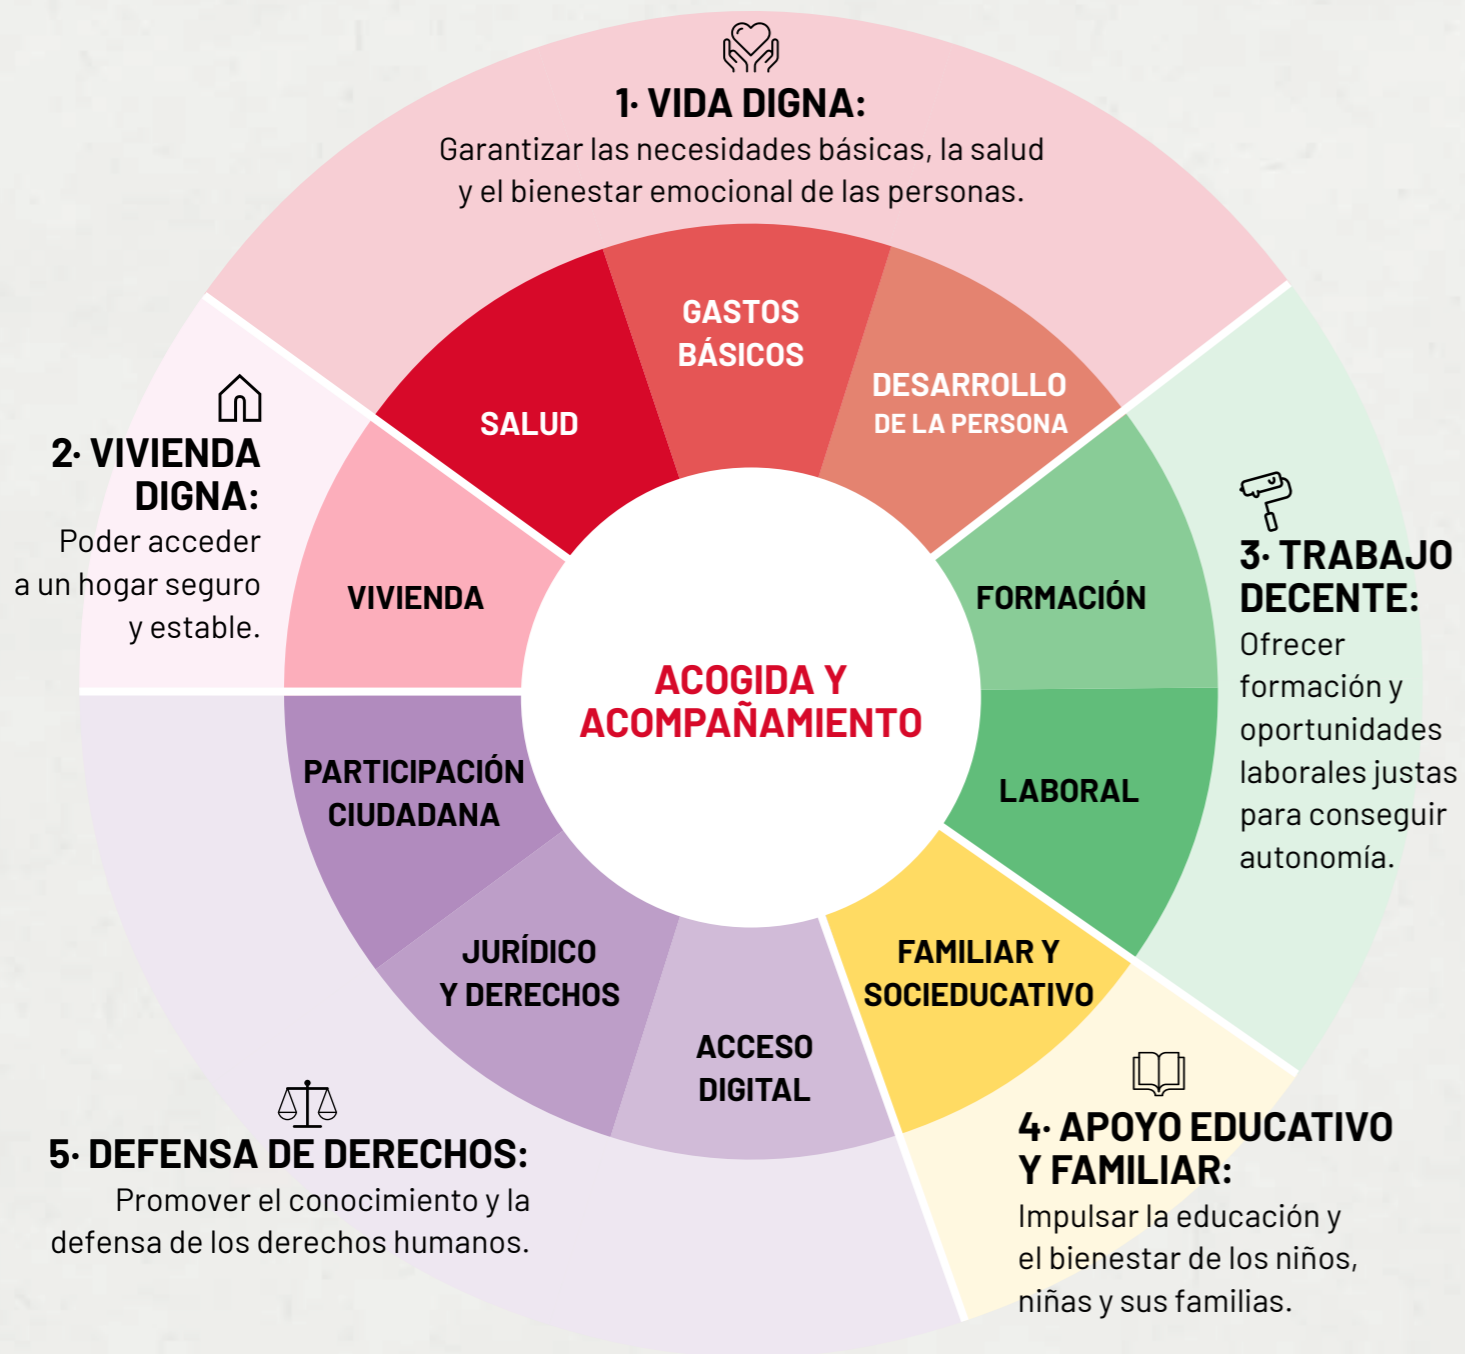 1· VIDA DIGNA:
Garantizar las necesidades básicas, la salud
y el bienestar emocional de las personas.
GASTOS
BÁSICOS
DESARROLLO
DE LA PERSONA
SALUD
2· VIVIENDA
DIGNA:
Poder acceder
a un hogar seguro
y estable.
VIVIENDA
FORMACIÓN
3· TRABAJO
DECENTE:
Ofrecer
formación y
oportunidades
laborales justas
para conseguir
autonomía.
ACOGIDA Y
ACOMPAÑAMIENTO
PARTICIPACIÓN
CIUDADANA
LABORAL
JURÍDICO
Y DERECHOS
FAMILIAR Y
SOCIEDUCATIVO
ACCESO
DIGITAL
5· DEFENSA DE DERECHOS:
Promover el conocimiento y la
defensa de los derechos humanos.
4· APOYO EDUCATIVO
Y FAMILIAR:
Impulsar la educación y
el bienestar de los niños,
niñas y sus familias.